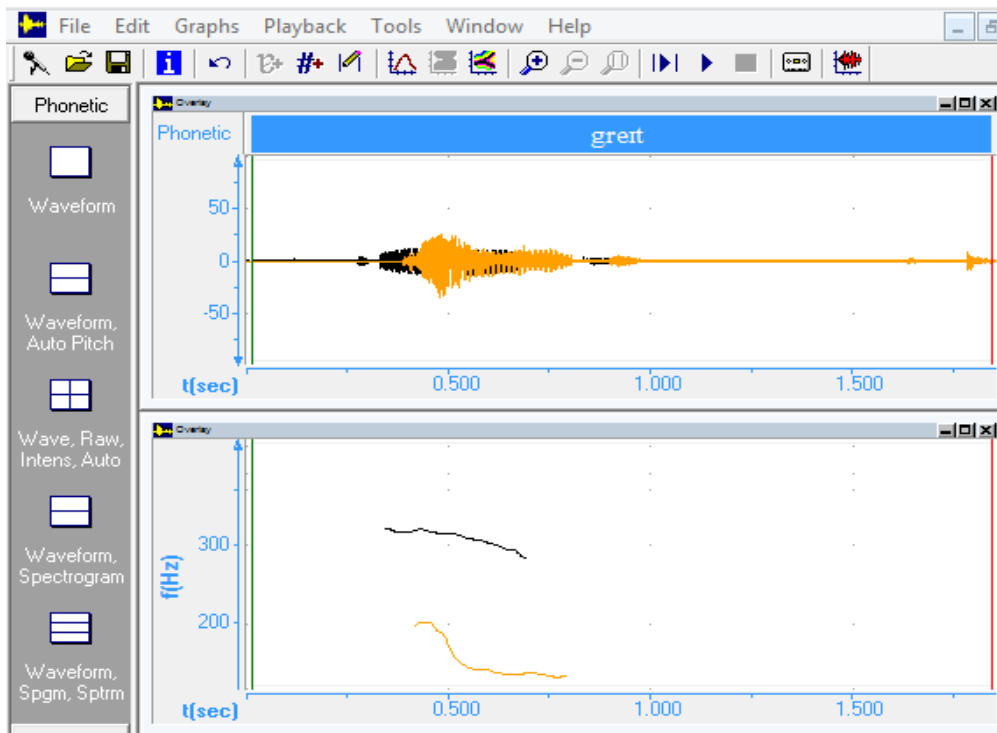 File Edit Graphs Playback Tools Window Help
Phonetic
Waveform
Waveform,
Auto Pitch
Wave, Raw,
Intens, Auto
Waveform,
Spectrogram
Waveform,
Spgm, Sptrm
Overlay
Phonetic
greɪt
50
0
-50
t(sec)
0.500 1.000 1.500
Overlay
300
200
f(Hz)
t(sec)
0.500 1.000 1.500